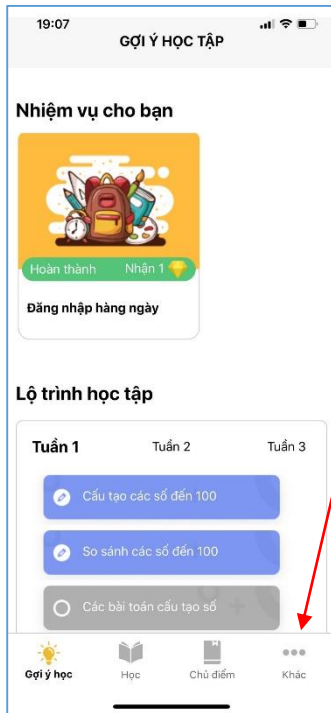 19:07
GỢI Ý HỌC TẬP
Nhiệm vụ cho bạn
Hoàn thành Nhận 1
Đăng nhập hàng ngày
Lộ trình học tập
Tuần 1 Tuần 2 Tuần 3
Cấu tạo các số đến 100
So sánh các số đến 100
Các bài toán cấu tạo số
Gợi ý học Học Chủ điểm Khác